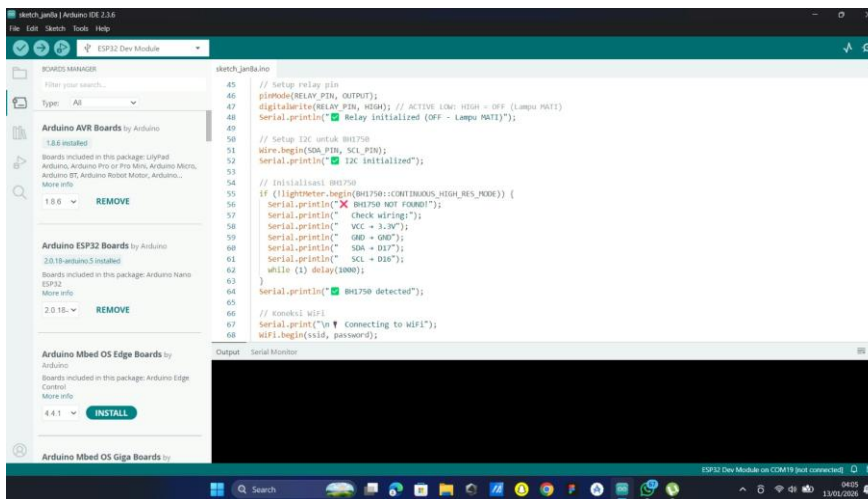 sketch_jan8a | Arduino IDE 2.3.6
File Edit Sketch Tools Help
ESP32 Dev Module
BOARDS MANAGER
Filter your search...
Type: All
Arduino AVR Boards by Arduino
1.8.6 installed
Boards included in this package: LilyPad
Arduino, Arduino Pro or Pro Mini, Arduino Micro,
Arduino BT, Arduino Robot Motor, Arduino...
More info
1.8.6 REMOVE
Arduino ESP32 Boards by Arduino
2.0.18-arduino.5 installed
Boards included in this package: Arduino Nano
ESP32
More info
2.0.18- REMOVE
Arduino Mbed OS Edge Boards by
Arduino
Boards included in this package: Arduino Edge
Control
More info
4.4.1 INSTALL
Arduino Mbed OS Giga Boards by
sketch_jan8a.ino
45 // Setup relay pin
46 pinMode(RELAY_PIN, OUTPUT);
47 digitalWrite(RELAY_PIN, HIGH); // ACTIVE LOW: HIGH = OFF (Lampu MATI)
48 Serial.println("✅ Relay initialized (OFF - Lampu MATI)");
49
50 // Setup I2C untuk BH1750
51 Wire.begin(SDA_PIN, SCL_PIN);
52 Serial.println("✅ I2C initialized");
53
54 // Inisialisasi BH1750
55 if (!lightMeter.begin(BH1750::CONTINUOUS_HIGH_RES_MODE)) {
56 Serial.println("❌ BH1750 NOT FOUND!");
57 Serial.println("   Check wiring:");
58 Serial.println("   VCC → 3.3V");
59 Serial.println("   GND → GND");
60 Serial.println("   SDA → D17");
61 Serial.println("   SCL → D16");
62 while (1) delay(1000);
63 }
64 Serial.println("✅ BH1750 detected");
65
66 // Koneksi WiFi
67 Serial.print("\n Connecting to WiFi");
68 WiFi.begin(ssid, password);
Output Serial Monitor
ESP32 Dev Module on COM19 [not connected]
Search
04:05
13/01/2026